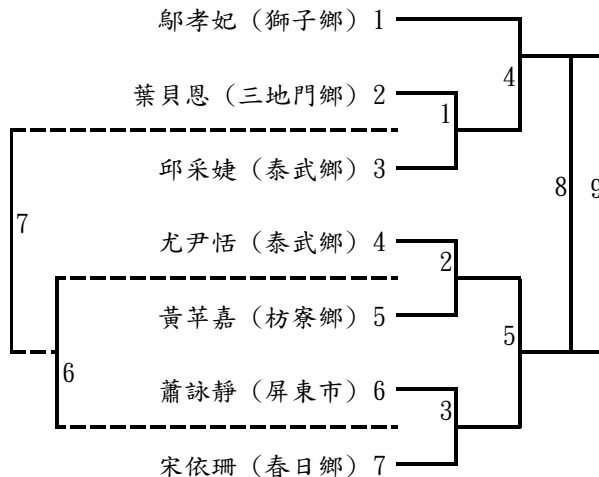 鄔孝妃（獅子鄉）1
4
葉貝恩（三地門鄉）2
1
邱采婕（泰武鄉）3
8
9
7
尤尹恬（泰武鄉）4
2
黃苹嘉（枋寮鄉）5
5
6
蕭詠靜（屏東市）6
3
宋依珊（春日鄉）7